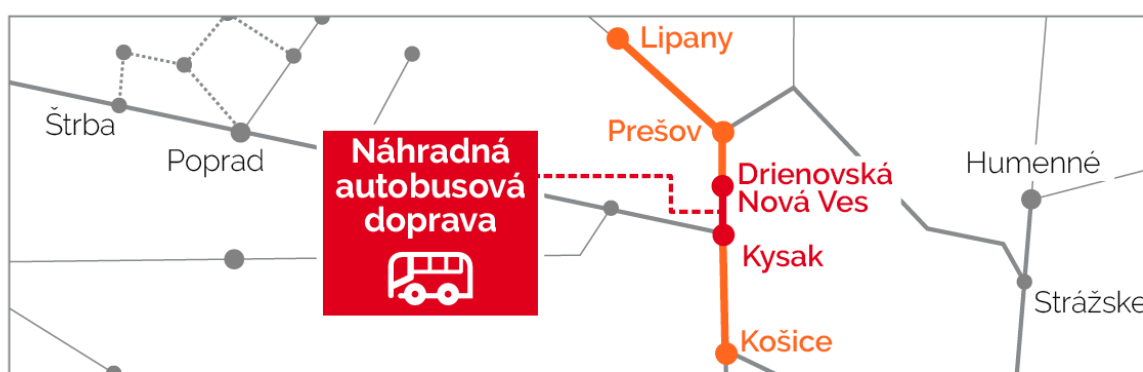 Lipany
Štrba
Prešov
Poprad
Náhradná
autobusová
doprava
Drienovská
Nová Ves
Humenné
Kysak
Strážske
Košice